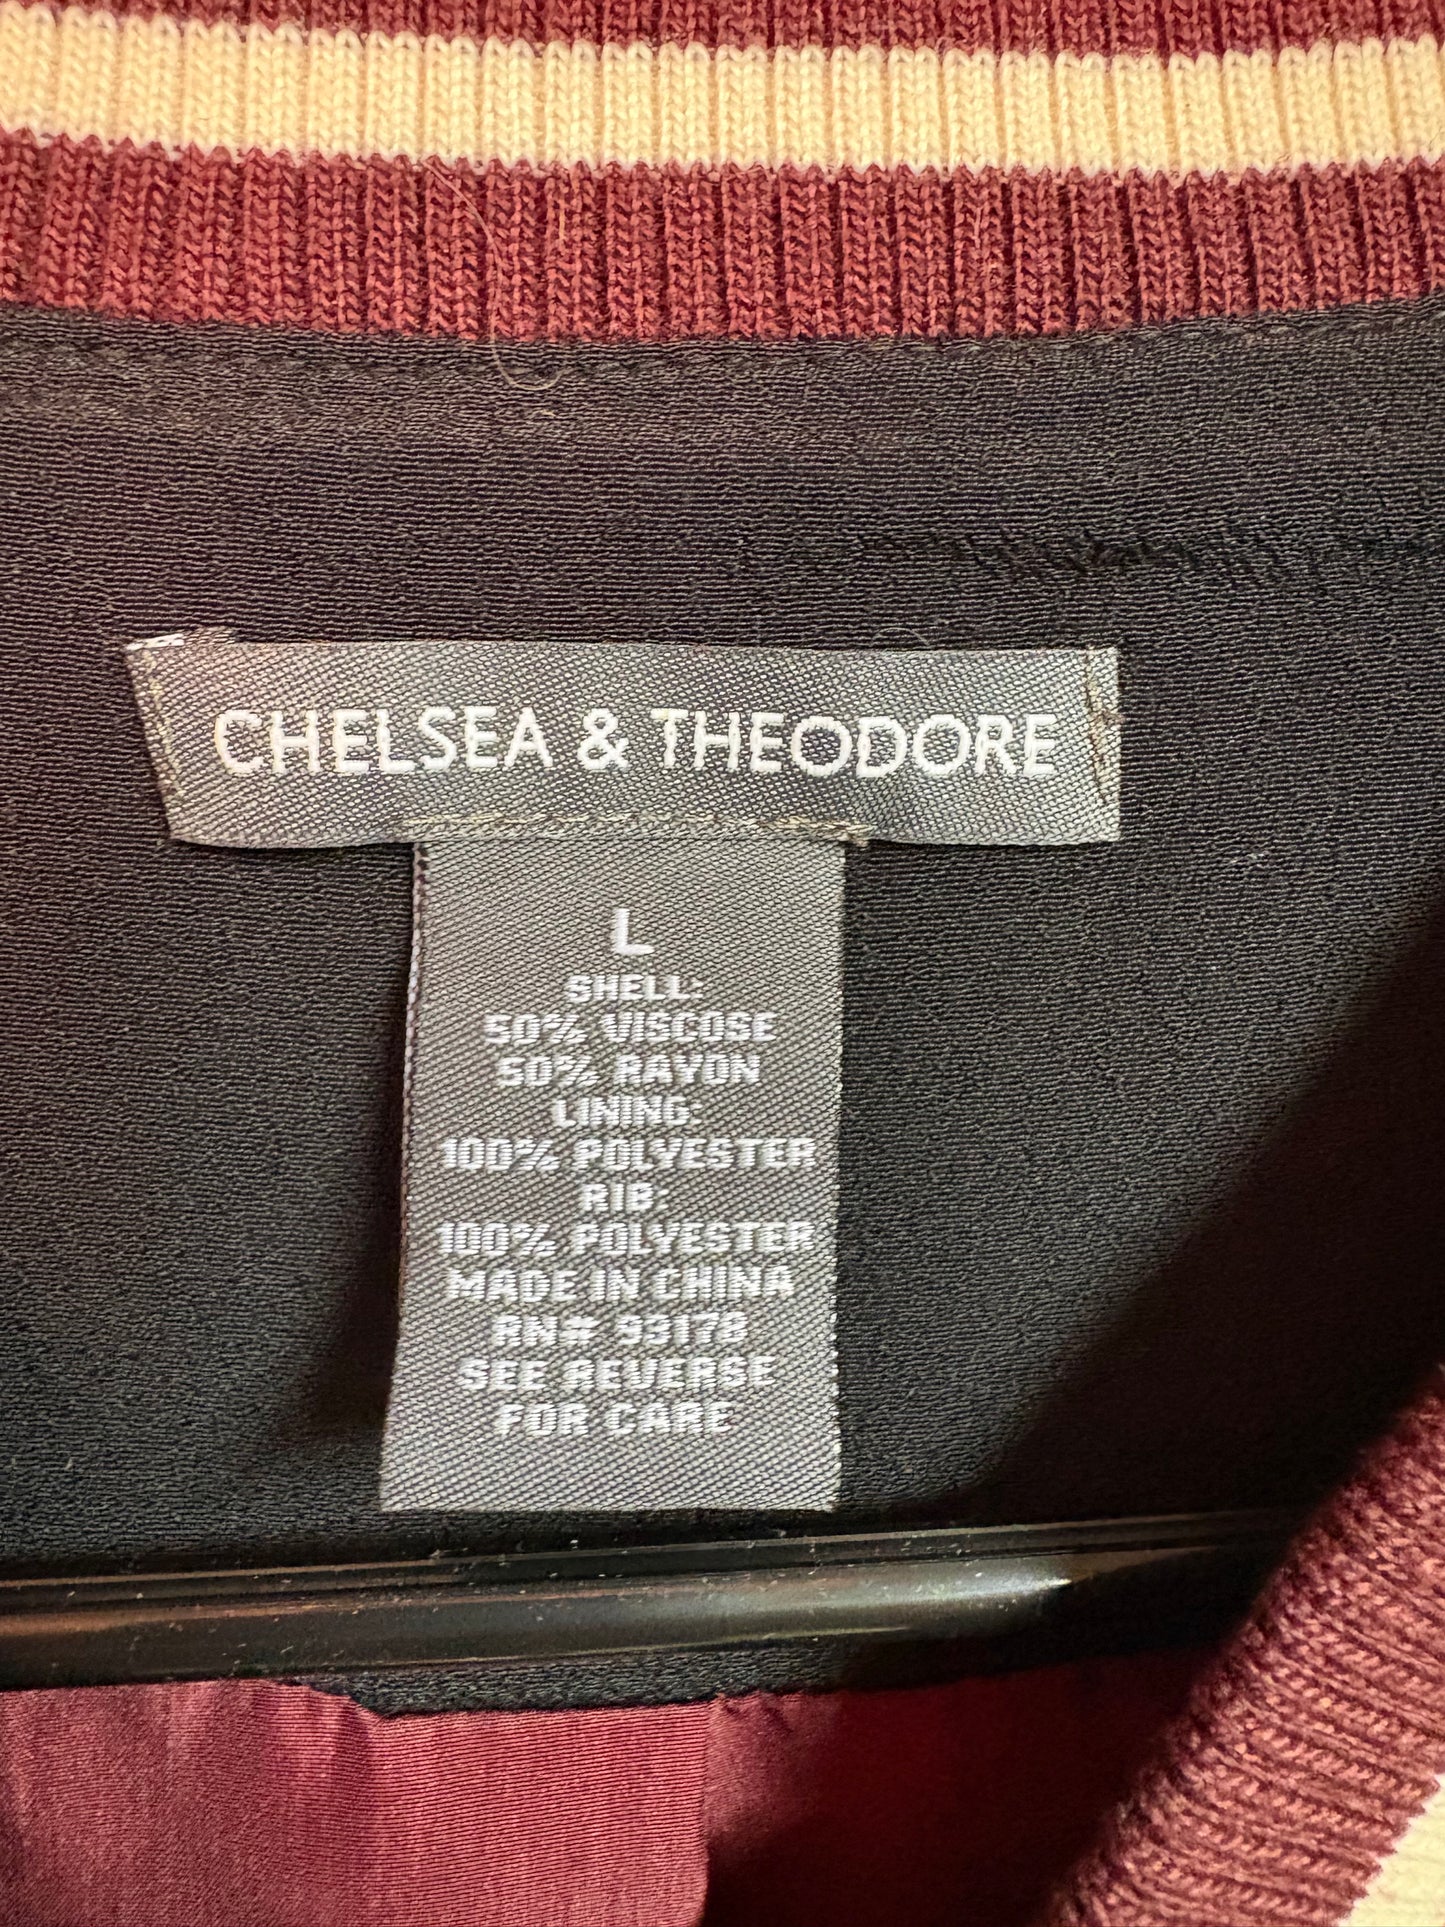 CHELSEA & THEODORE
L
SHELL:
50% VISCOSE
50% RAYON
LINING:
100% POLYESTER
RIB:
100% POLYESTER
MADE IN CHINA
RN# 93178
SEE REVERSE
FOR CARE